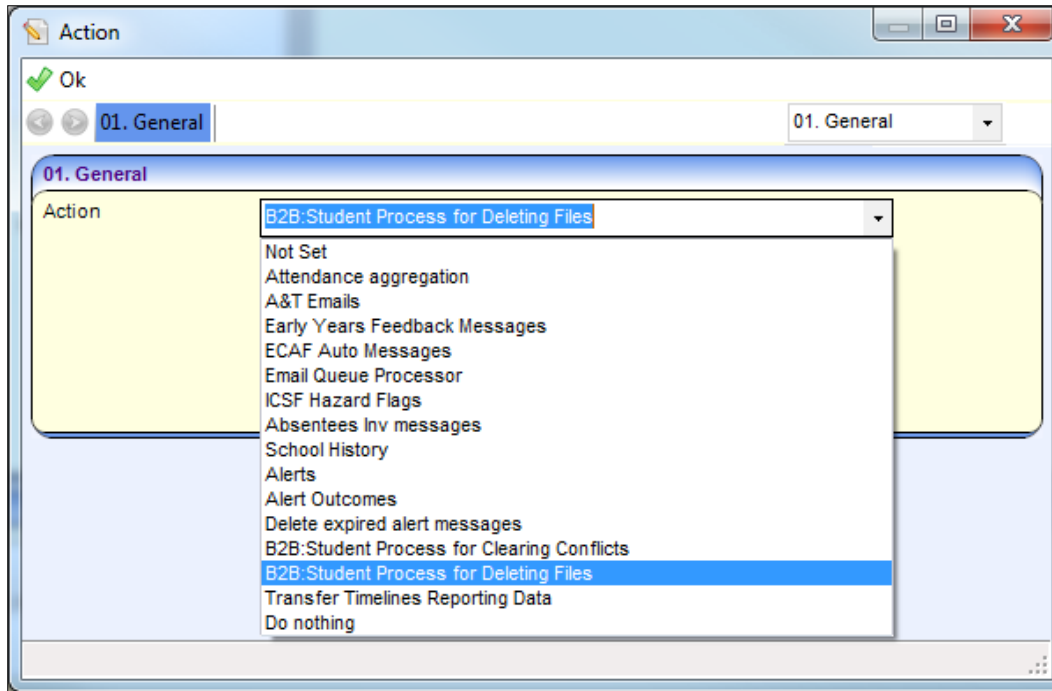 Action
Ok
01. General 01. General
01. General
Action B2B:Student Process for Deleting Files
Not Set
Attendance aggregation
A&T Emails
Early Years Feedback Messages
ECAF Auto Messages
Email Queue Processor
ICSF Hazard Flags
Absentees Inv messages
School History
Alerts
Alert Outcomes
Delete expired alert messages
B2B:Student Process for Clearing Conflicts
B2B:Student Process for Deleting Files
Transfer Timelines Reporting Data
Do nothing